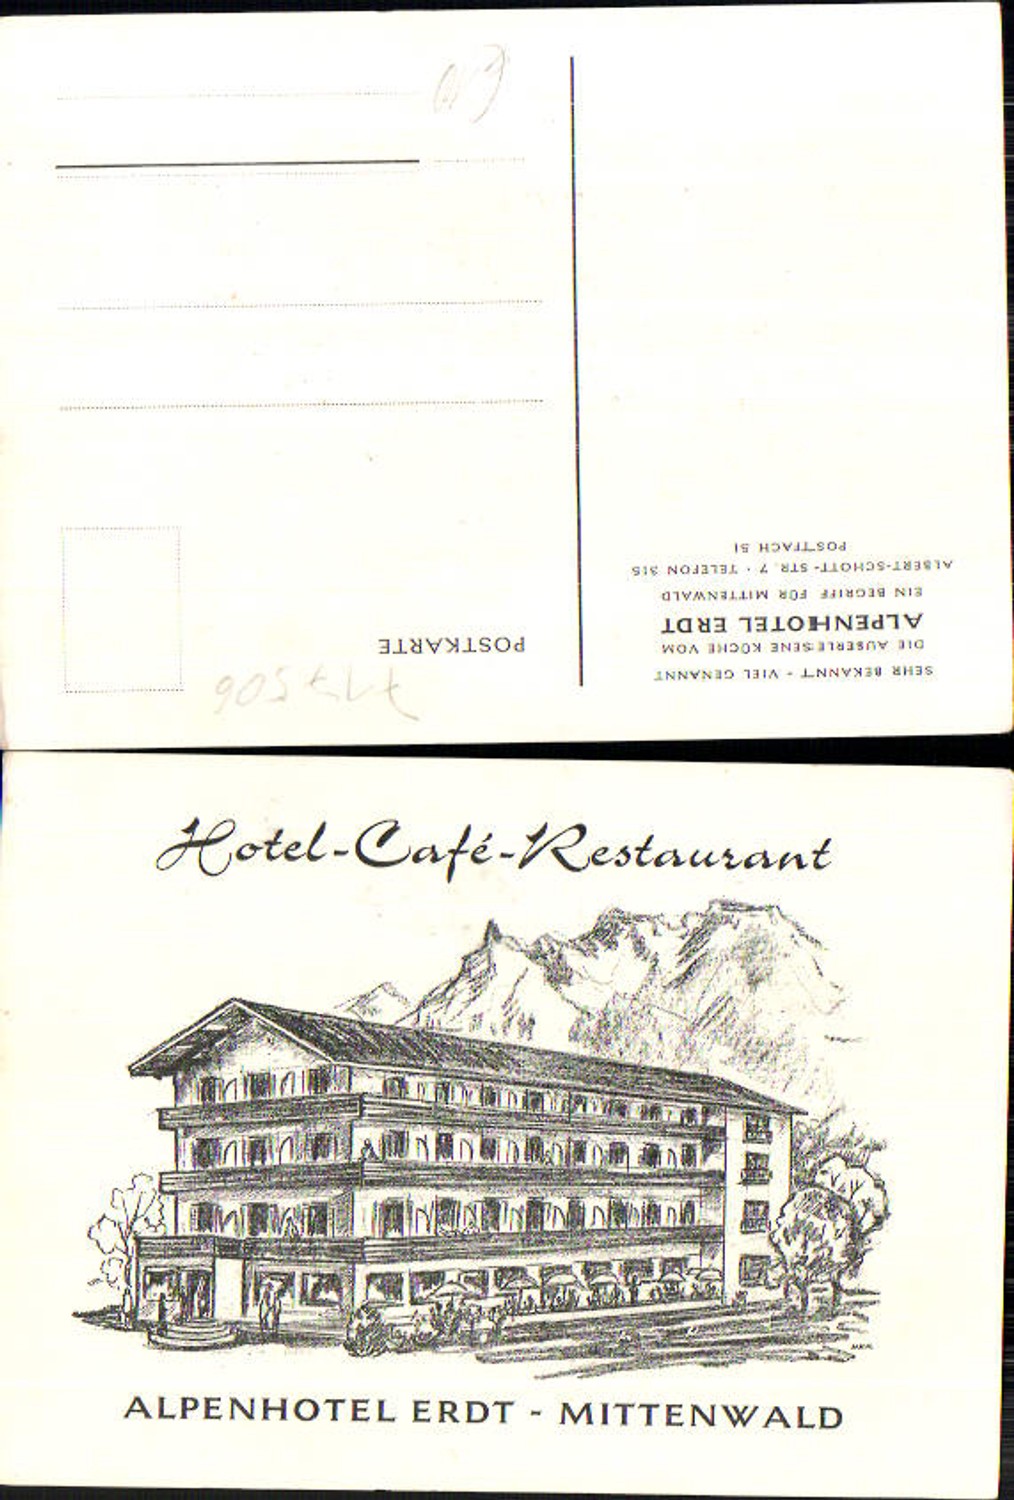 SEHR BEKANNT - VIEL GENANNT
DIE AUSERLESENE KÜCHE VOM
ALPENHOTEL ERDT
EIN BEGRIFF FÜR MITTENWALD
ALBERT-SCHOTT-STR. 7 · TELEFON 315
POSTFACH 51
POSTKARTE
717506
Hotel-Café-Restaurant
ALPENHOTEL ERDT - MITTENWALD